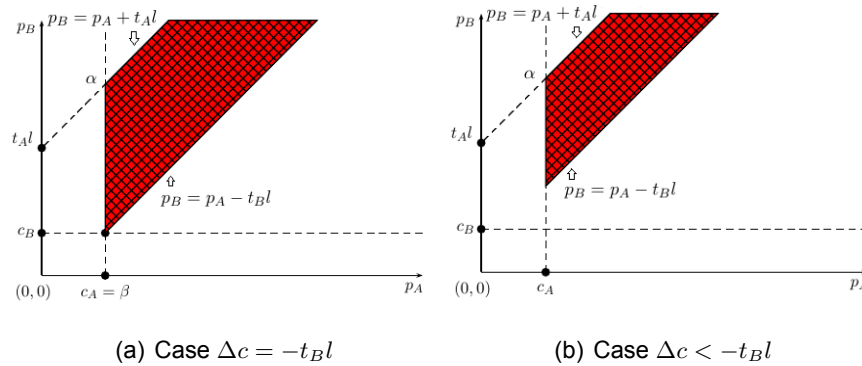 p_B
p_B = p_A + t_A l
α
t_A l
p_B = p_A − t_B l
c_B
(0, 0)
c_A = β
p_A
(a) Case Δc = −t_B l
p_B
p_B = p_A + t_A l
α
t_A l
p_B = p_A − t_B l
c_B
(0, 0)
c_A
p_A
(b) Case Δc < −t_B l